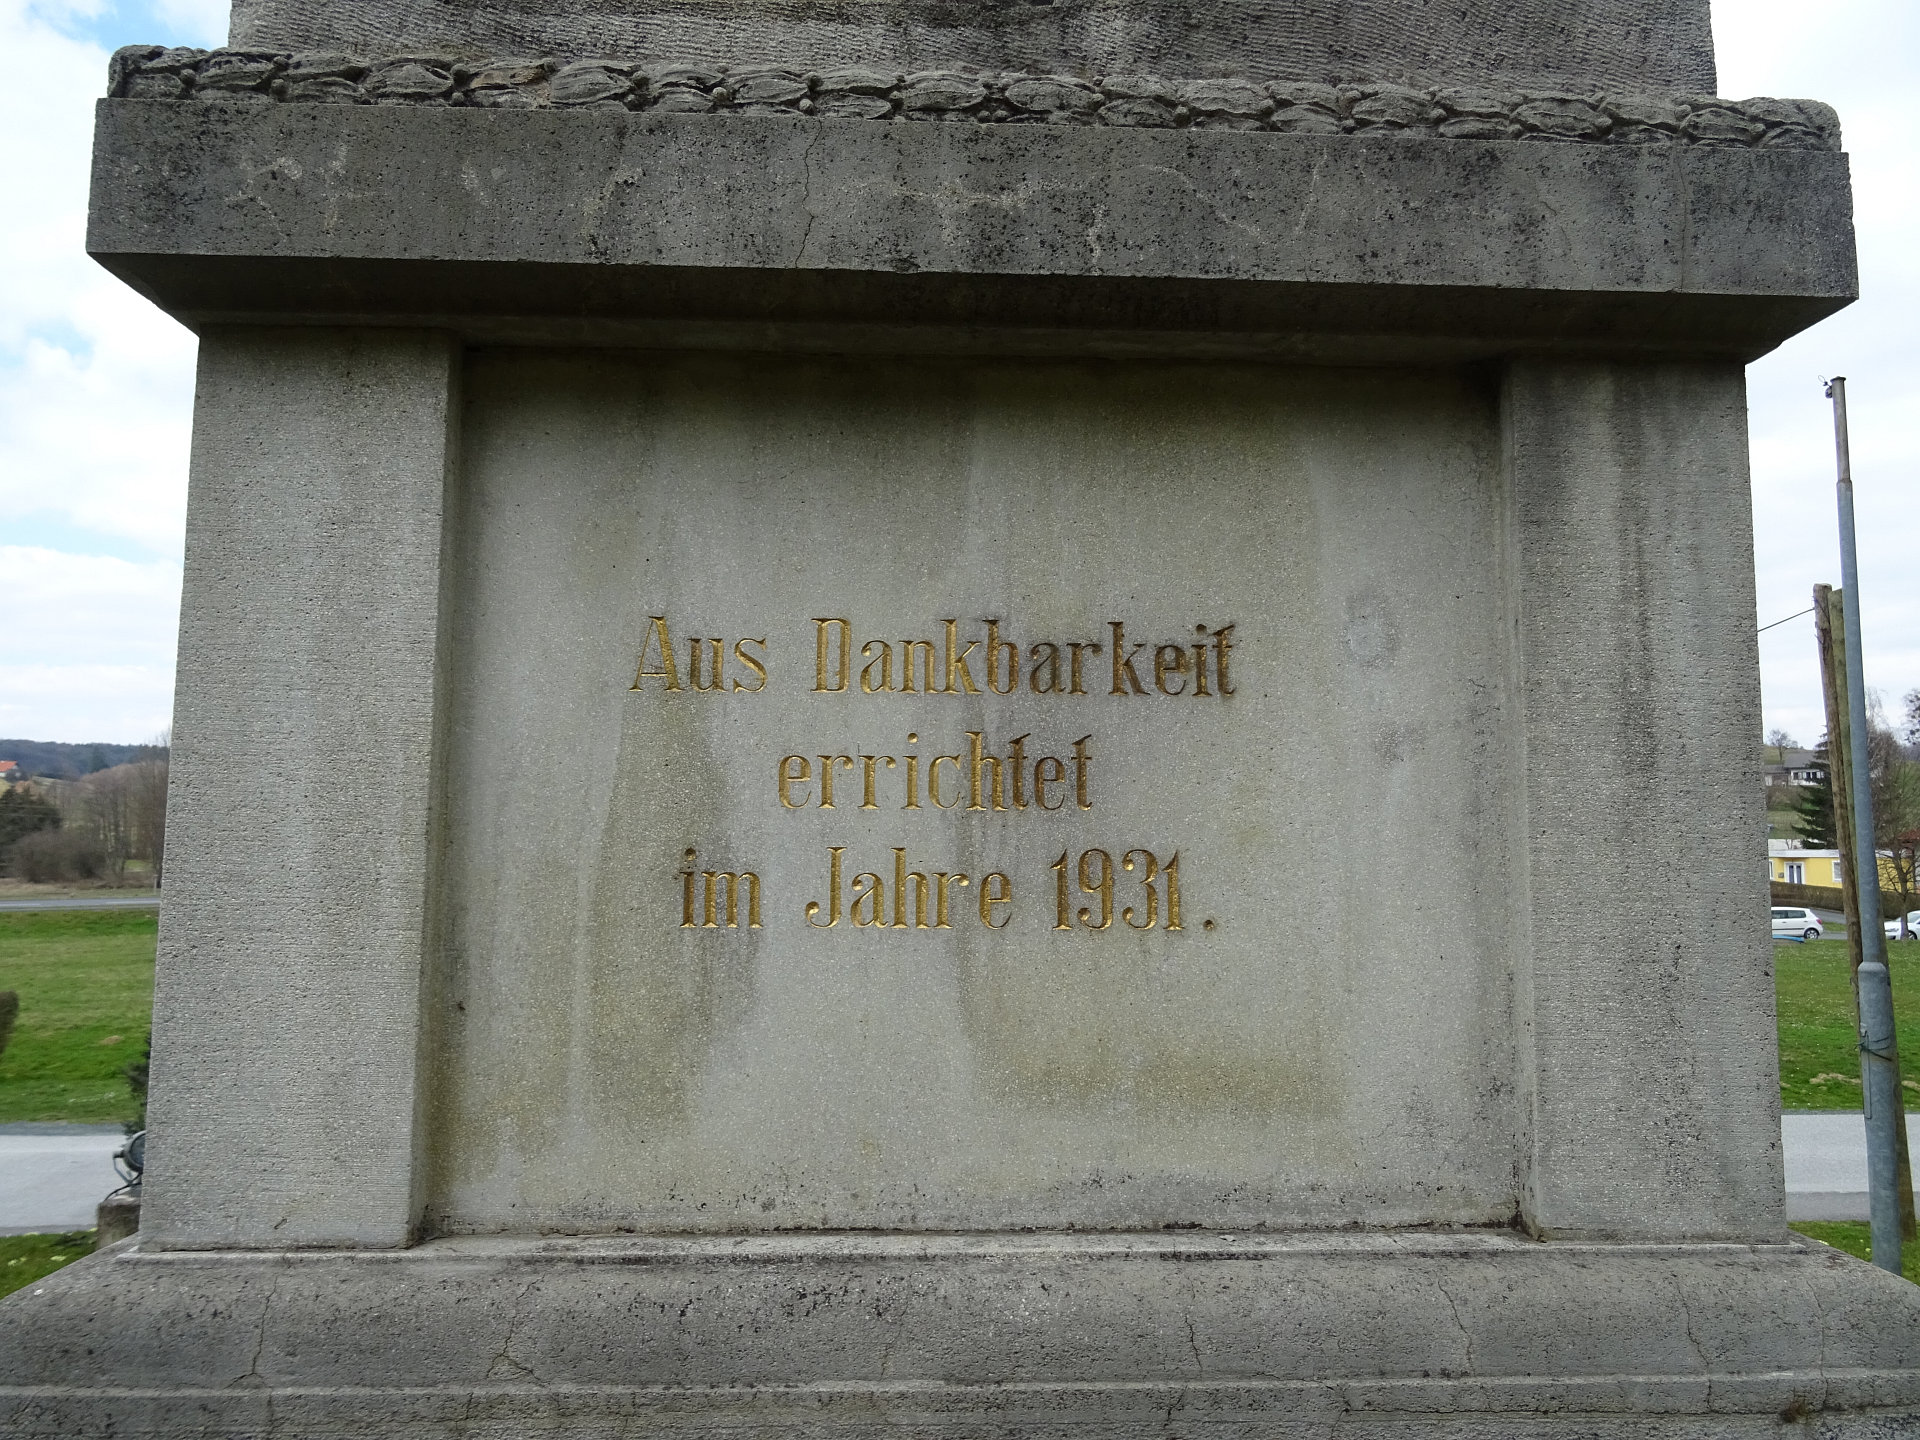 Aus Dankbarkeit
errichtet
im Jahre 1931.